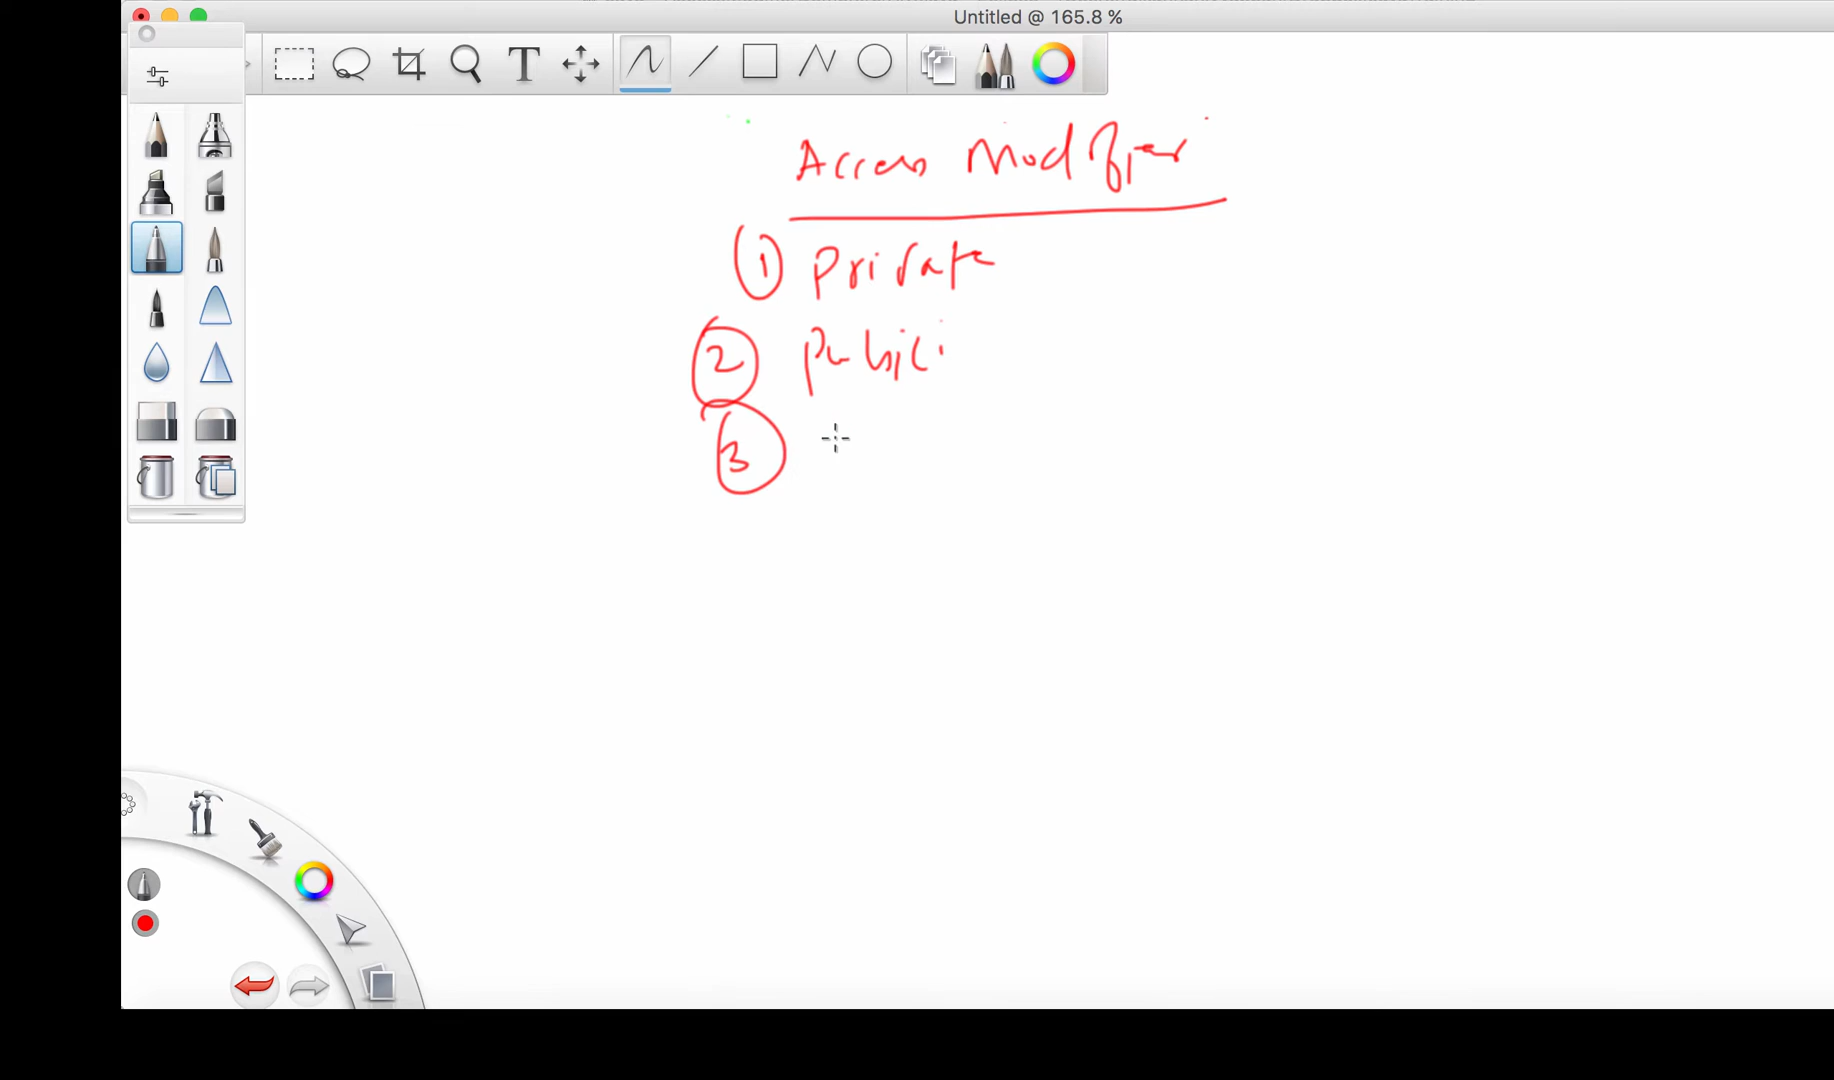 Untitled @ 165.8 %
T
Access Modifier
① Private
② Public
③